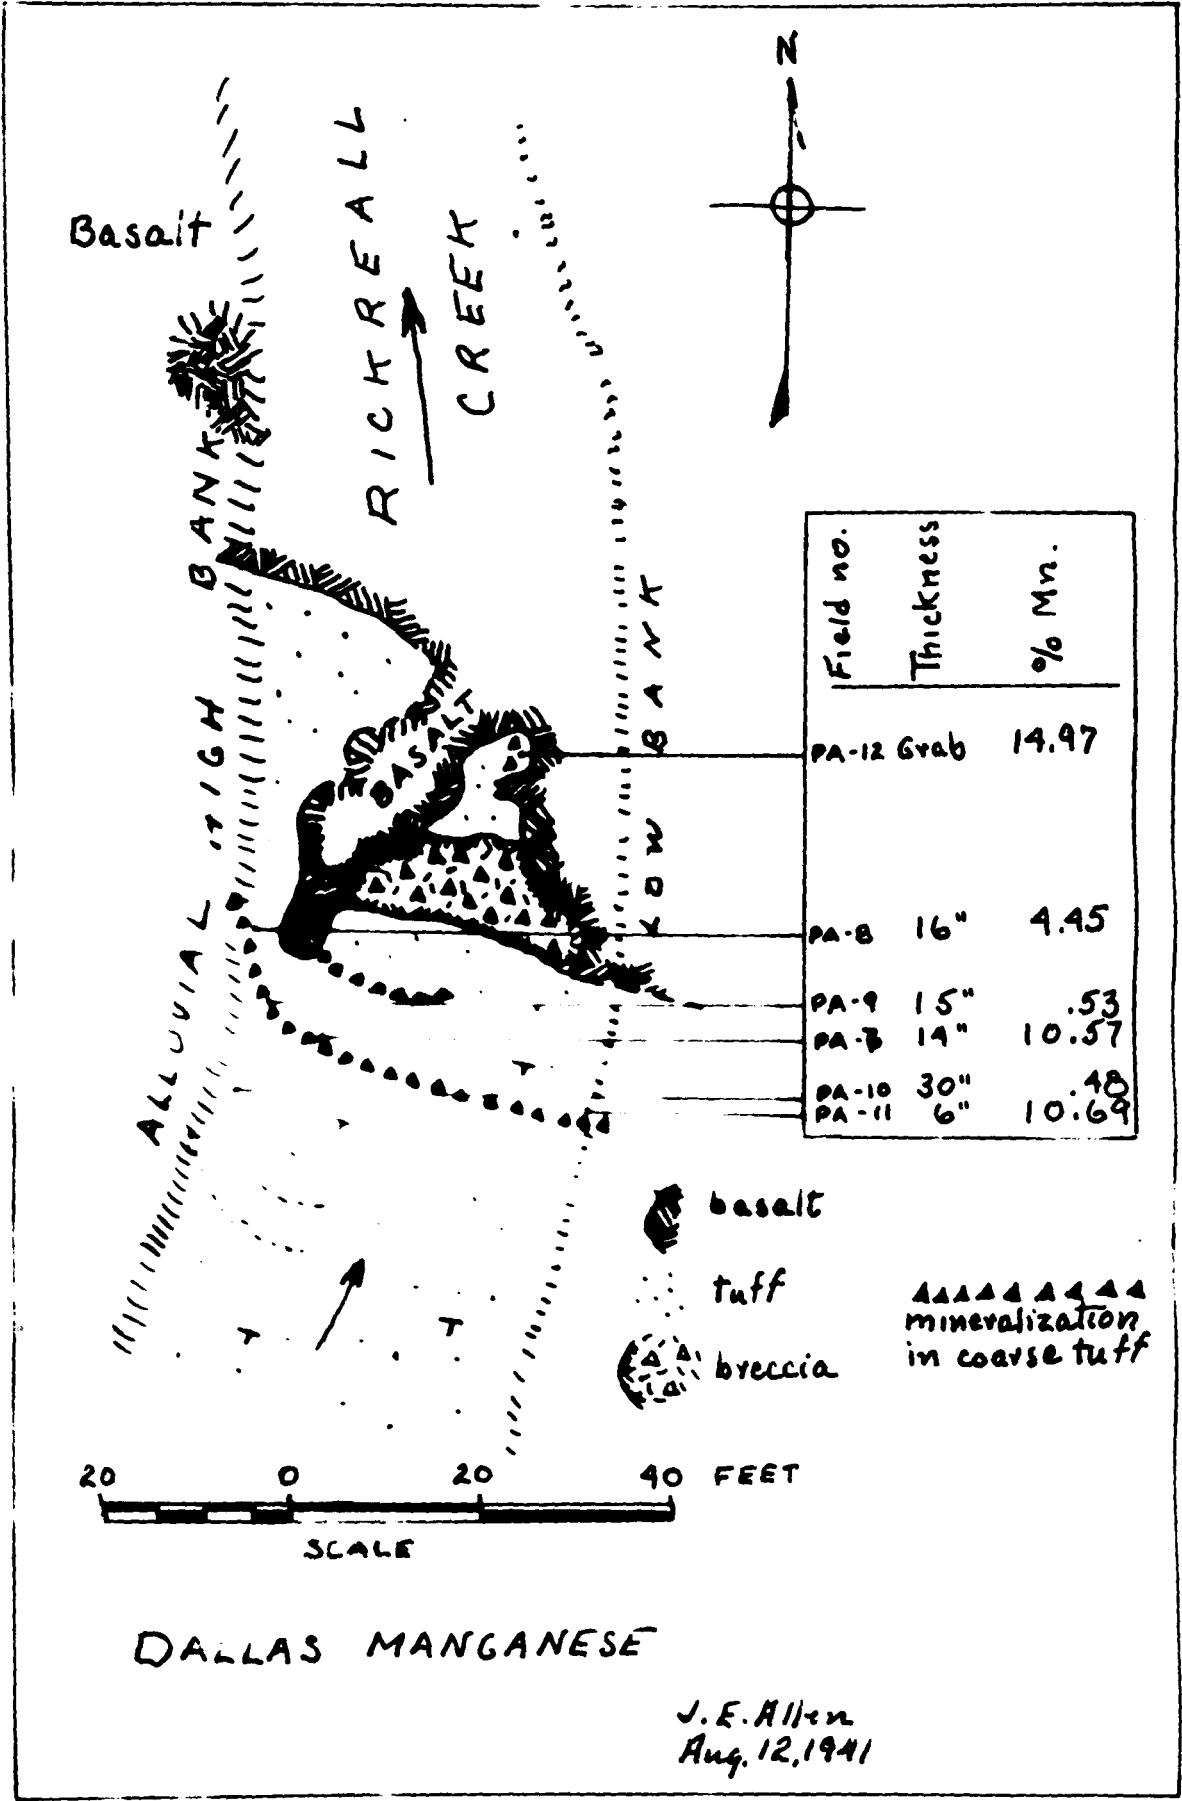 N
Basalt
RICKREALL
CREEK
ALLUVIAL HIGH BANK
LOW BANK
BASALT
Field no. Thickness % Mn.
PA-12 Grab 14.97
PA-8 16" 4.45
PA-9 15" .53
14" 10.57
PA-10 30" .48
PA-11 6" 10.69
basalt
tuff
breccia
mineralization
in coarse tuff
20 0 20 40 FEET
SCALE
DALLAS MANGANESE
J.E. Allen
Aug. 12, 1941